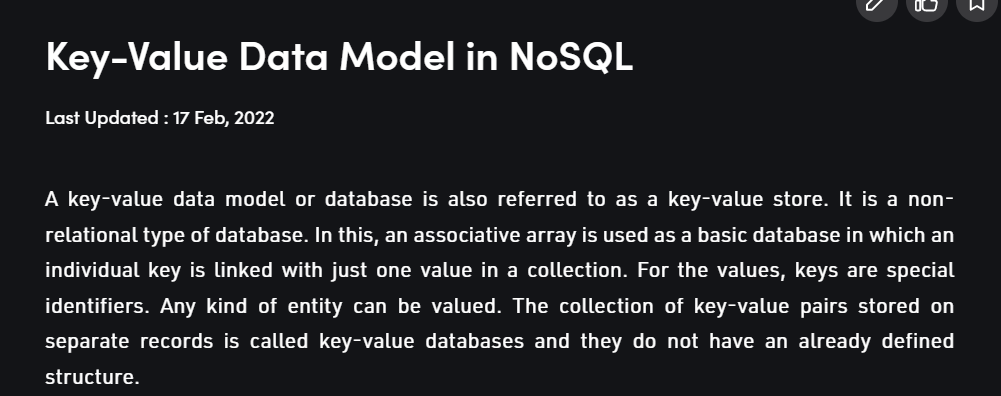 Key-Value Data Model in NoSQL
Last Updated : 17 Feb, 2022
A key-value data model or database is also referred to as a key-value store. It is a non-
relational type of database. In this, an associative array is used as a basic database in which an
individual key is linked with just one value in a collection. For the values, keys are special
identifiers. Any kind of entity can be valued. The collection of key-value pairs stored on
separate records is called key-value databases and they do not have an already defined
structure.